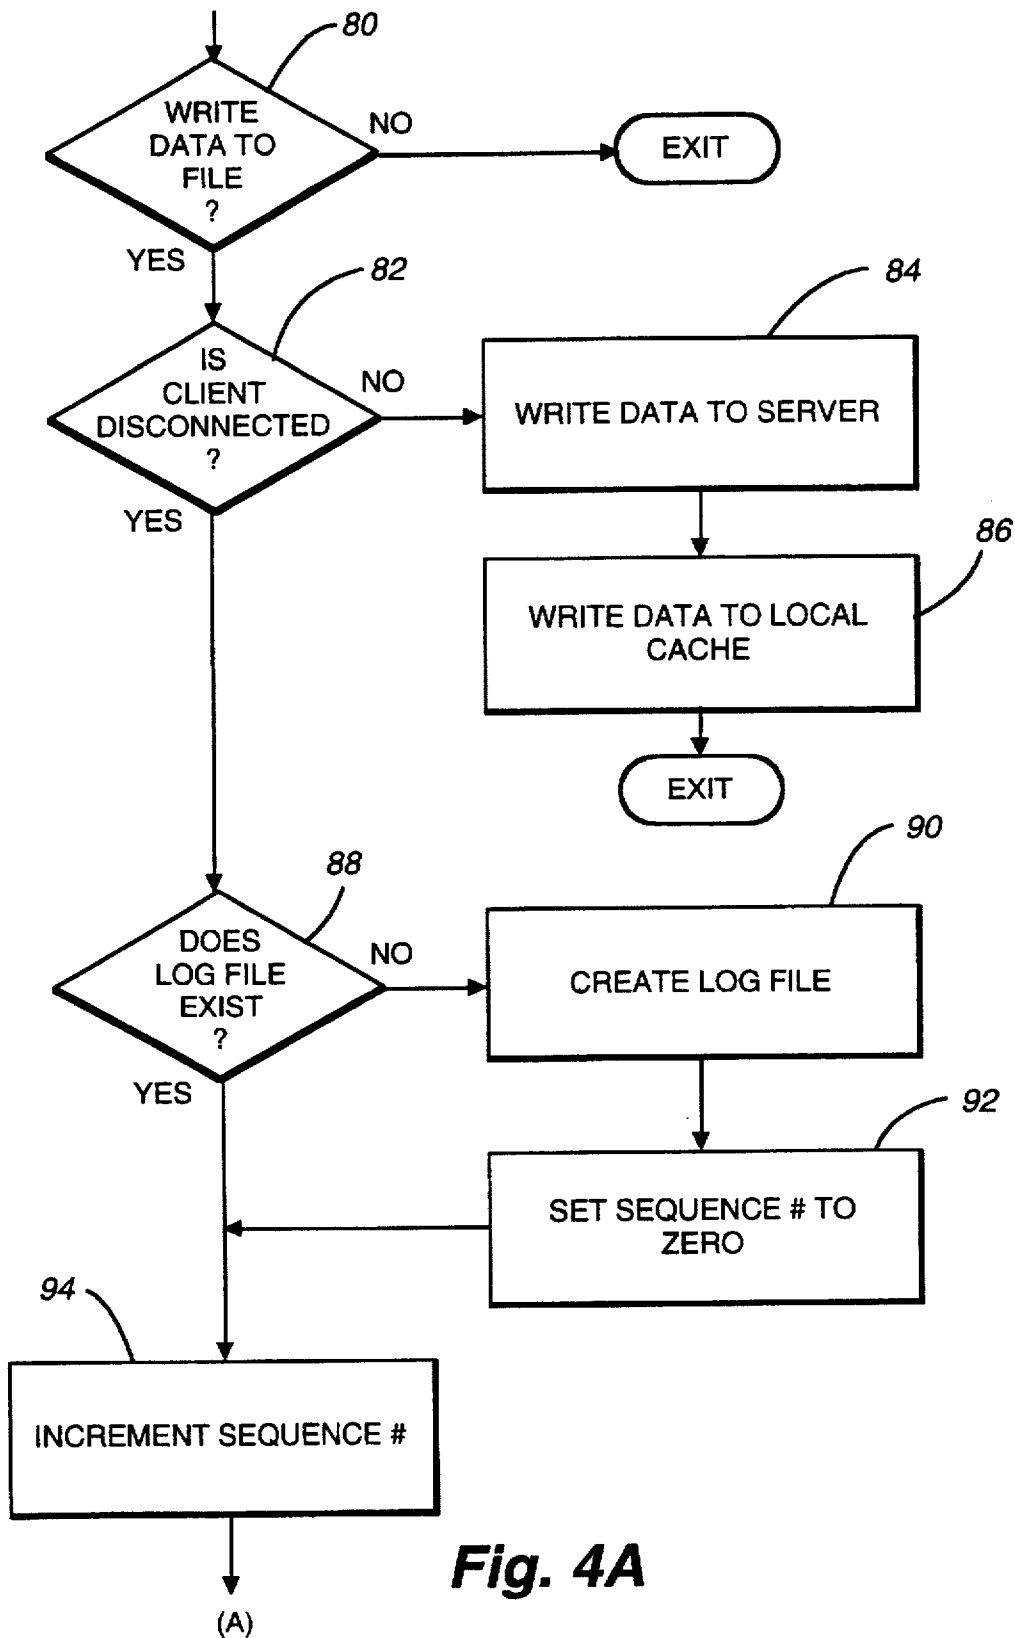 80
WRITE
DATA TO
FILE
?
NO
EXIT
YES
82
IS
CLIENT
DISCONNECTED
?
NO
84
WRITE DATA TO SERVER
YES
86
WRITE DATA TO LOCAL
CACHE
EXIT
88
DOES
LOG FILE
EXIST
?
NO
90
CREATE LOG FILE
YES
92
SET SEQUENCE # TO
ZERO
94
INCREMENT SEQUENCE #
(A)
Fig. 4A